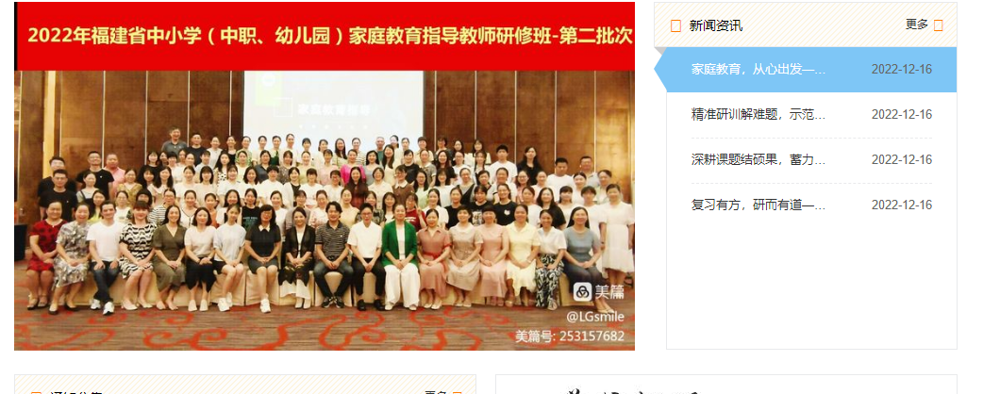 2022年福建省中小学（中职、幼儿园）家庭教育指导教师研修班-第二批次
家庭教育指导
美篇
@LGsmile
美篇号: 253157682
新闻资讯 更多
家庭教育，从心出发—... 2022-12-16
精准研训解难题，示范... 2022-12-16
深耕课题结硕果，蓄力... 2022-12-16
复习有方，研而有道—... 2022-12-16